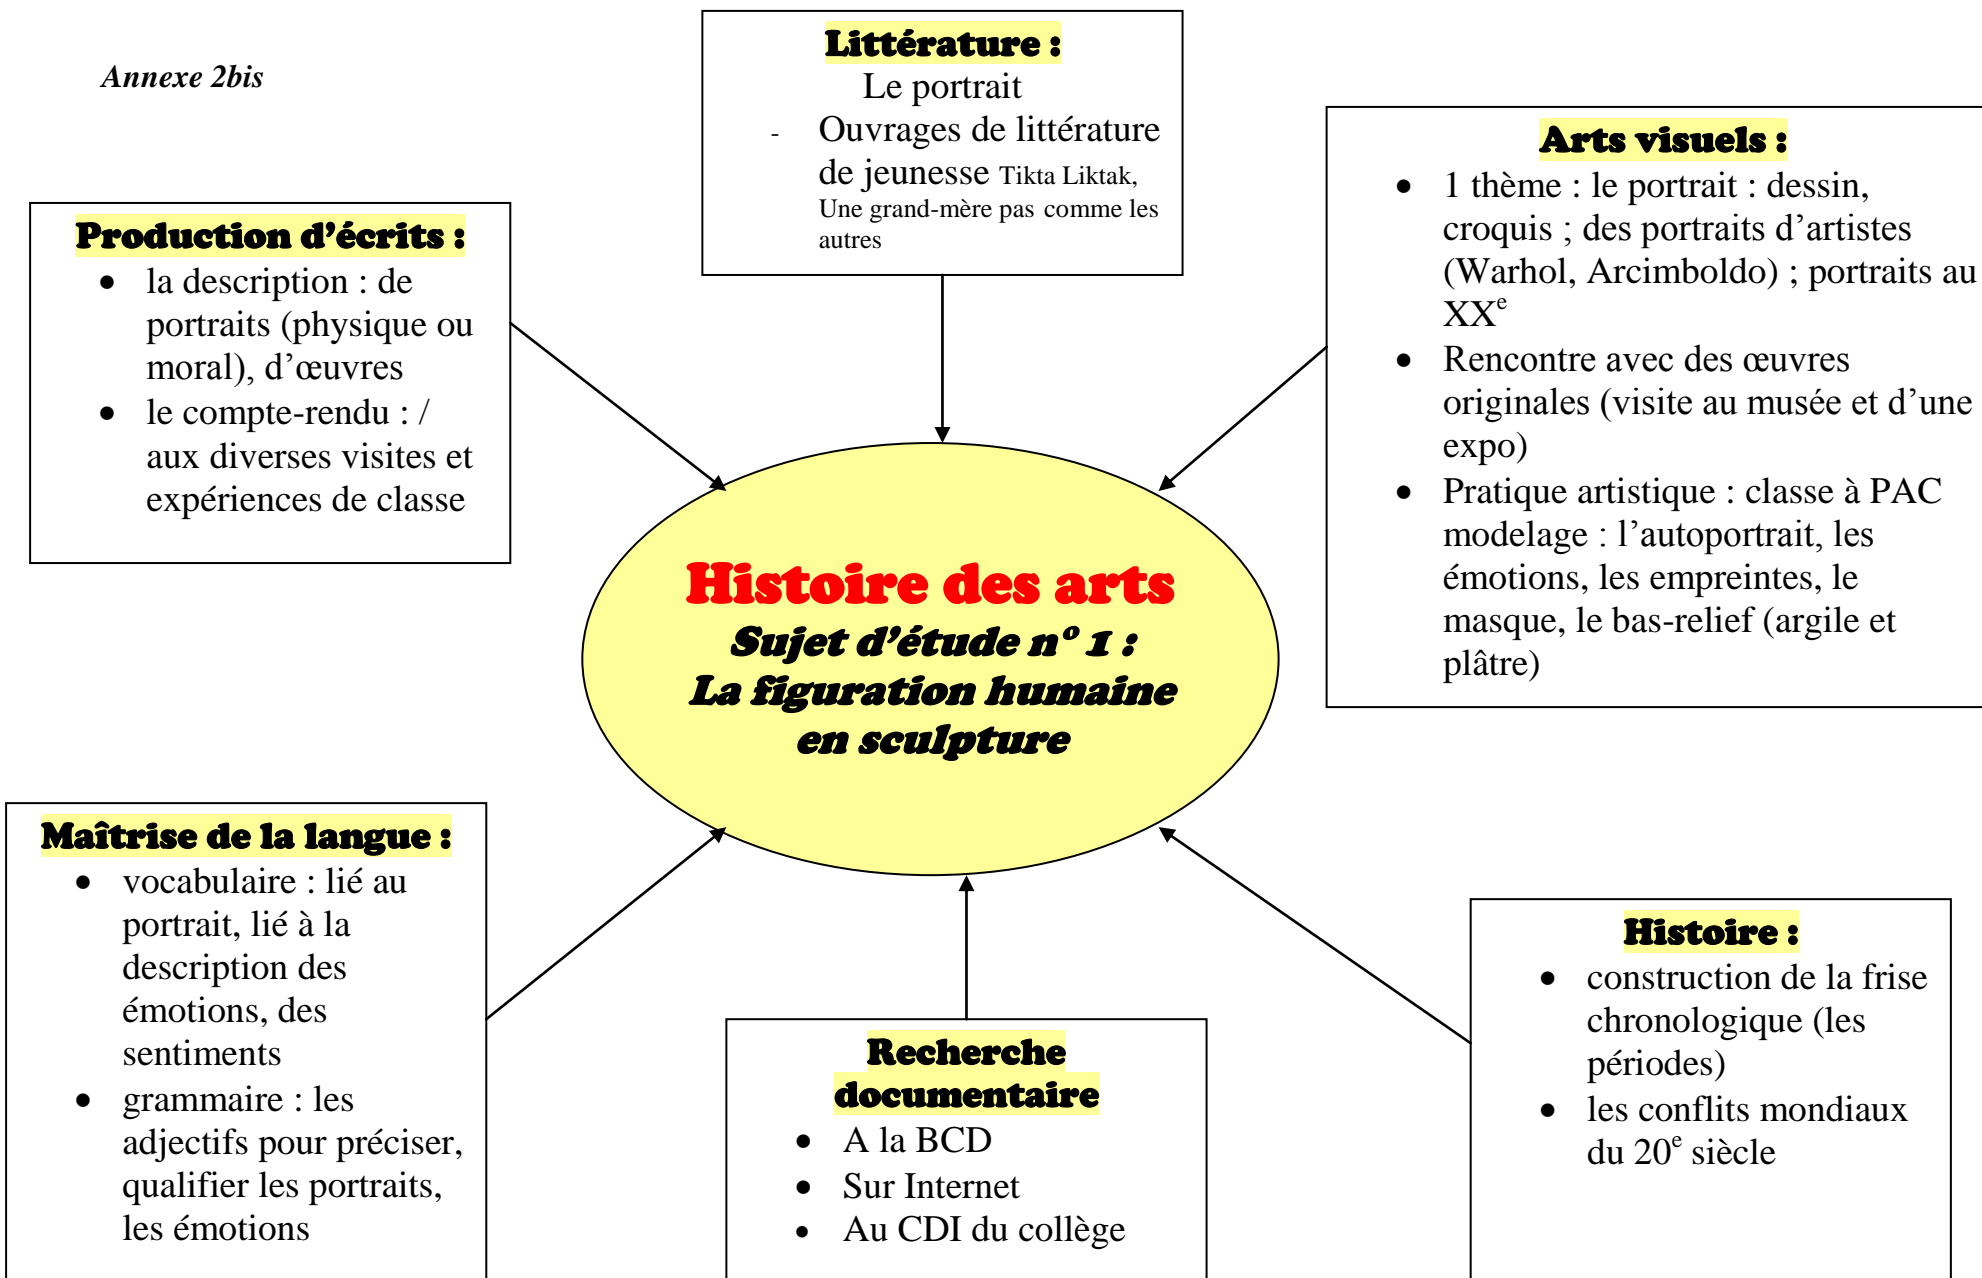 Annexe 2bis
Littérature :
Le portrait
- Ouvrages de littérature
de jeunesse Tikta Liktak,
Une grand-mère pas comme les
autres
Production d’écrits :
• la description : de
portraits (physique ou
moral), d’œuvres
• le compte-rendu : /
aux diverses visites et
expériences de classe
Arts visuels :
• 1 thème : le portrait : dessin,
croquis ; des portraits d’artistes
(Warhol, Arcimboldo) ; portraits au
XXe
• Rencontre avec des œuvres
originales (visite au musée et d’une
expo)
• Pratique artistique : classe à PAC
modelage : l’autoportrait, les
émotions, les empreintes, le
masque, le bas-relief (argile et
plâtre)
Histoire des arts
Sujet d’étude n° 1 :
La figuration humaine
en sculpture
Maîtrise de la langue :
• vocabulaire : lié au
portrait, lié à la
description des
émotions, des
sentiments
• grammaire : les
adjectifs pour préciser,
qualifier les portraits,
les émotions
Recherche
documentaire
• A la BCD
• Sur Internet
• Au CDI du collège
Histoire :
• construction de la frise
chronologique (les
périodes)
• les conflits mondiaux
du 20e siècle